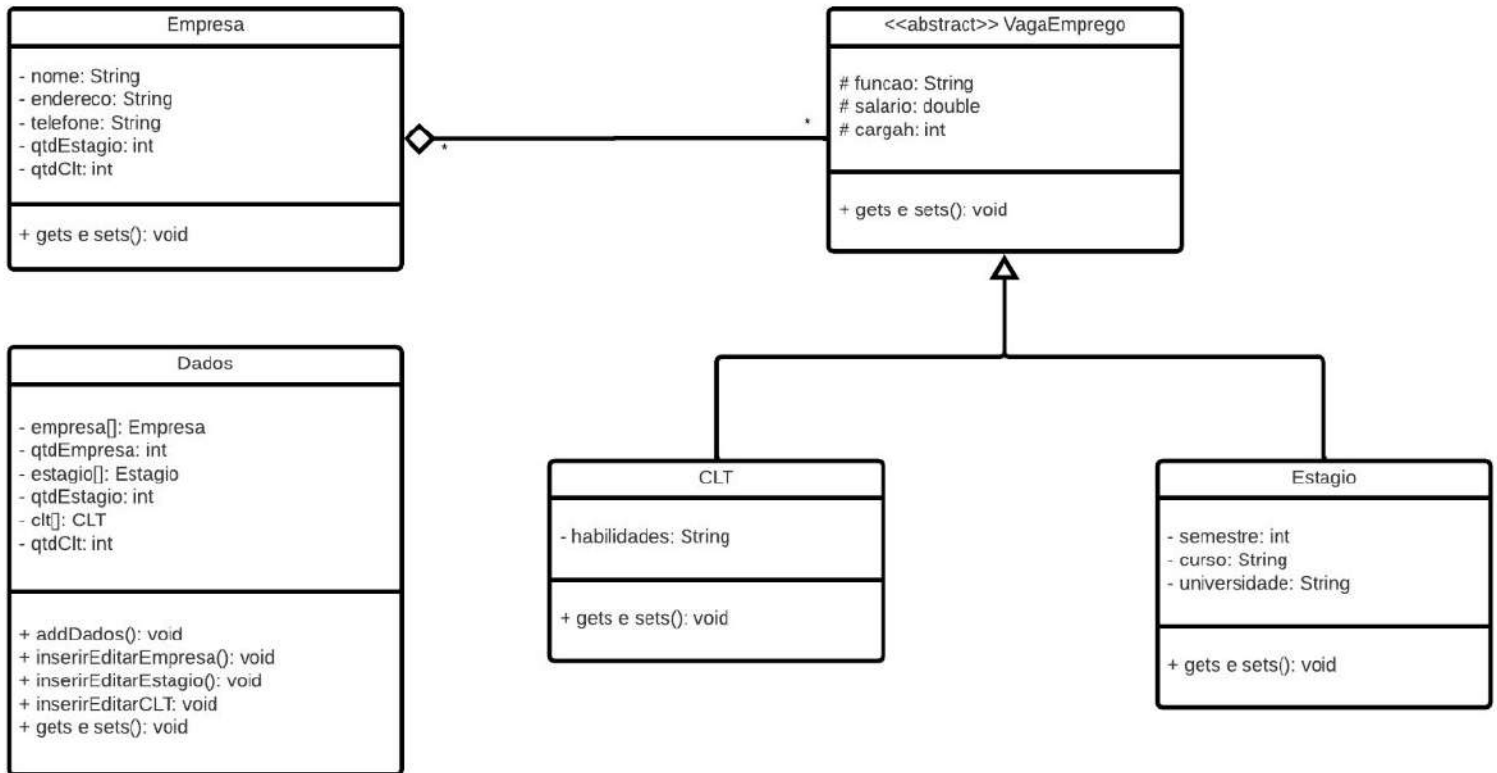 Empresa
- nome: String
- endereco: String
- telefone: String
- qtdEstagio: int
- qtdClt: int
+ gets e sets(): void
*
*
<<abstract>> VagaEmprego
# funcao: String
# salario: double
# cargah: int
+ gets e sets(): void
Dados
- empresa[]: Empresa
- qtdEmpresa: int
- estagio[]: Estagio
- qtdEstagio: int
- clt[]: CLT
- qtdClt: int
+ addDados(): void
+ inserirEditarEmpresa(): void
+ inserirEditarEstagio(): void
+ inserirEditarCLT: void
+ gets e sets(): void
CLT
- habilidades: String
+ gets e sets(): void
Estagio
- semestre: int
- curso: String
- universidade: String
+ gets e sets(): void